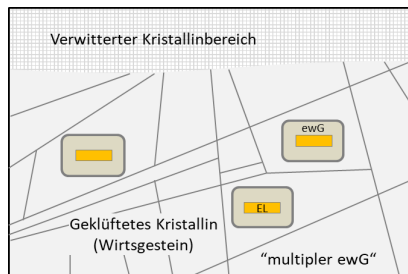 Verwitterter Kristallinbereich
ewG
EL
Geklüftetes Kristallin
(Wirtsgestein)
"multipler ewG“